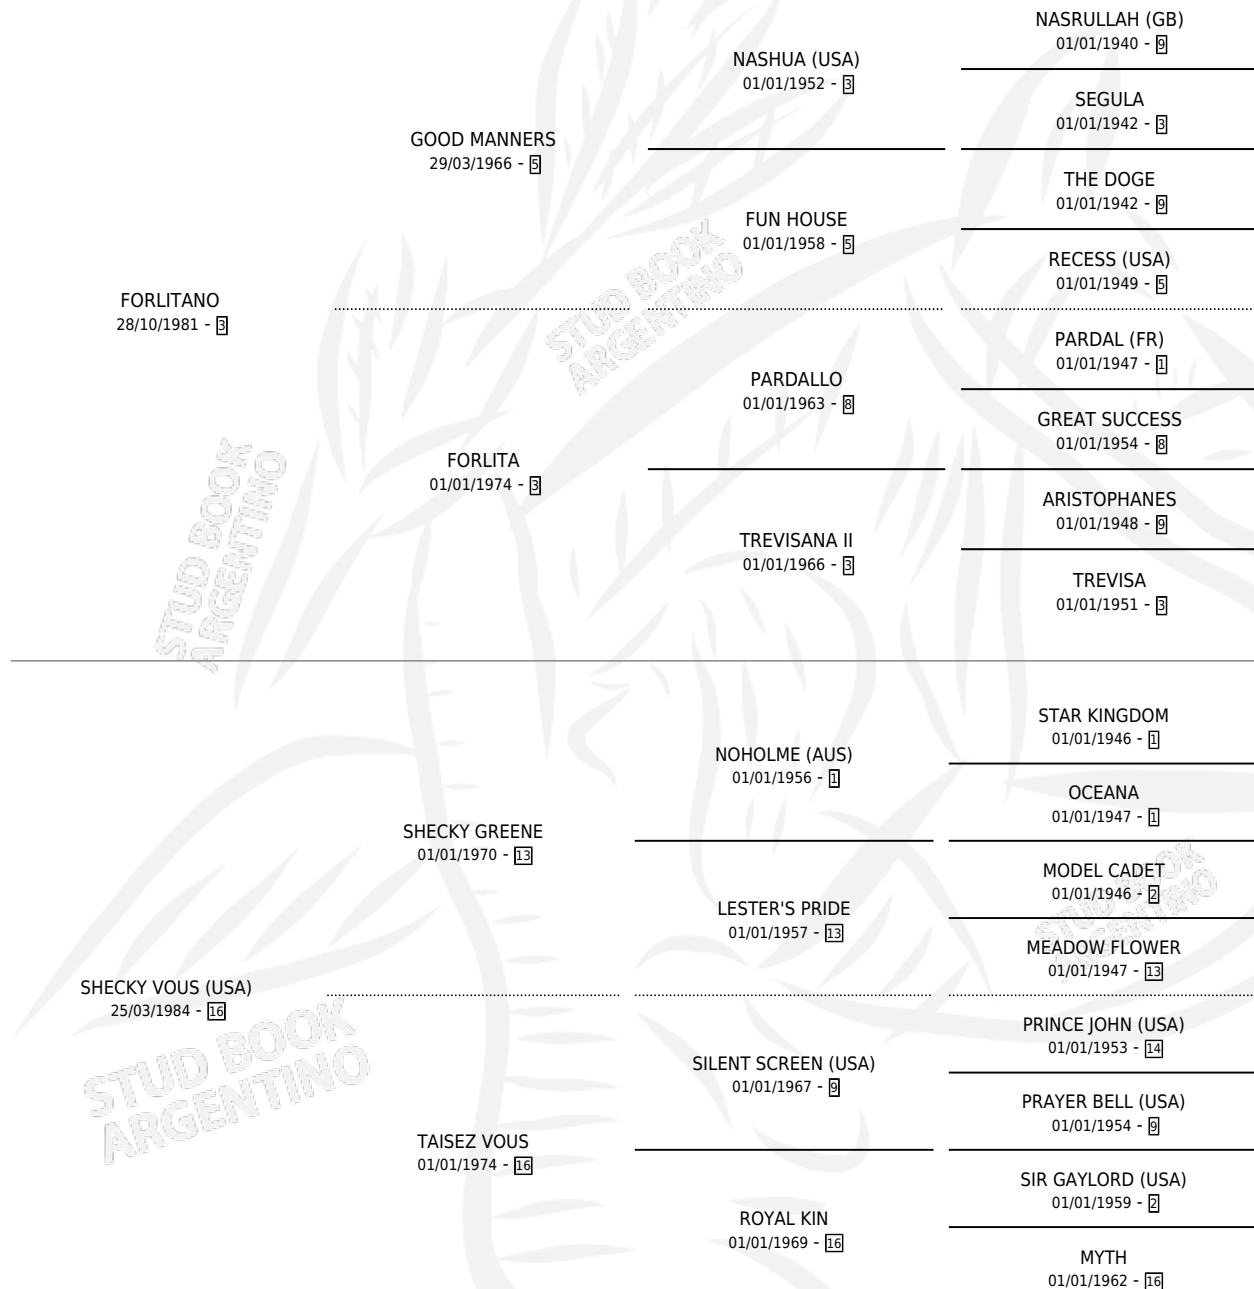 NASRULLAH (GB)
01/01/1940 - 9
NASHUA (USA)
01/01/1952 - 3
SEGULA
01/01/1942 - 3
GOOD MANNERS
29/03/1966 - 5
THE DOGE
01/01/1942 - 9
FUN HOUSE
01/01/1958 - 5
RECESS (USA)
01/01/1949 - 5
FORLITANO
28/10/1981 - 3
PARDAL (FR)
01/01/1947 - 1
PARDALLO
01/01/1963 - 8
GREAT SUCCESS
01/01/1954 - 8
FORLITA
01/01/1974 - 3
ARISTOPHANES
01/01/1948 - 9
TREVISANA II
01/01/1966 - 3
TREVISA
01/01/1951 - 3
STAR KINGDOM
01/01/1946 - 1
NOHOLME (AUS)
01/01/1956 - 1
OCEANA
01/01/1947 - 1
SHECKY GREENE
01/01/1970 - 13
MODEL CADET
01/01/1946 - 2
LESTER'S PRIDE
01/01/1957 - 13
MEADOW FLOWER
01/01/1947 - 13
SHECKY VOUS (USA)
25/03/1984 - 16
PRINCE JOHN (USA)
01/01/1953 - 14
SILENT SCREEN (USA)
01/01/1967 - 9
PRAYER BELL (USA)
01/01/1954 - 9
TAISEZ VOUS
01/01/1974 - 16
SIR GAYLORD (USA)
01/01/1959 - 2
ROYAL KIN
01/01/1969 - 16
MYTH
01/01/1962 - 16
STUD BOOK
ARGENTINO
STUD BOOK
ARGENTINO
STUD BOOK
ARGENTINO
STUD BOOK
ARGENTINO